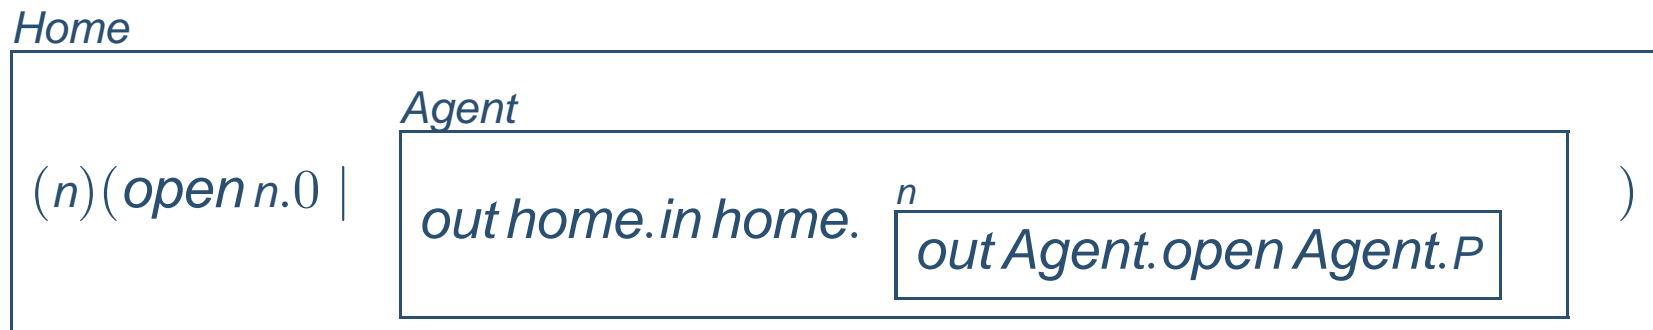 Home
Agent
(n)(open n.0 |
)
n
out home.in home.
out Agent.open Agent.P